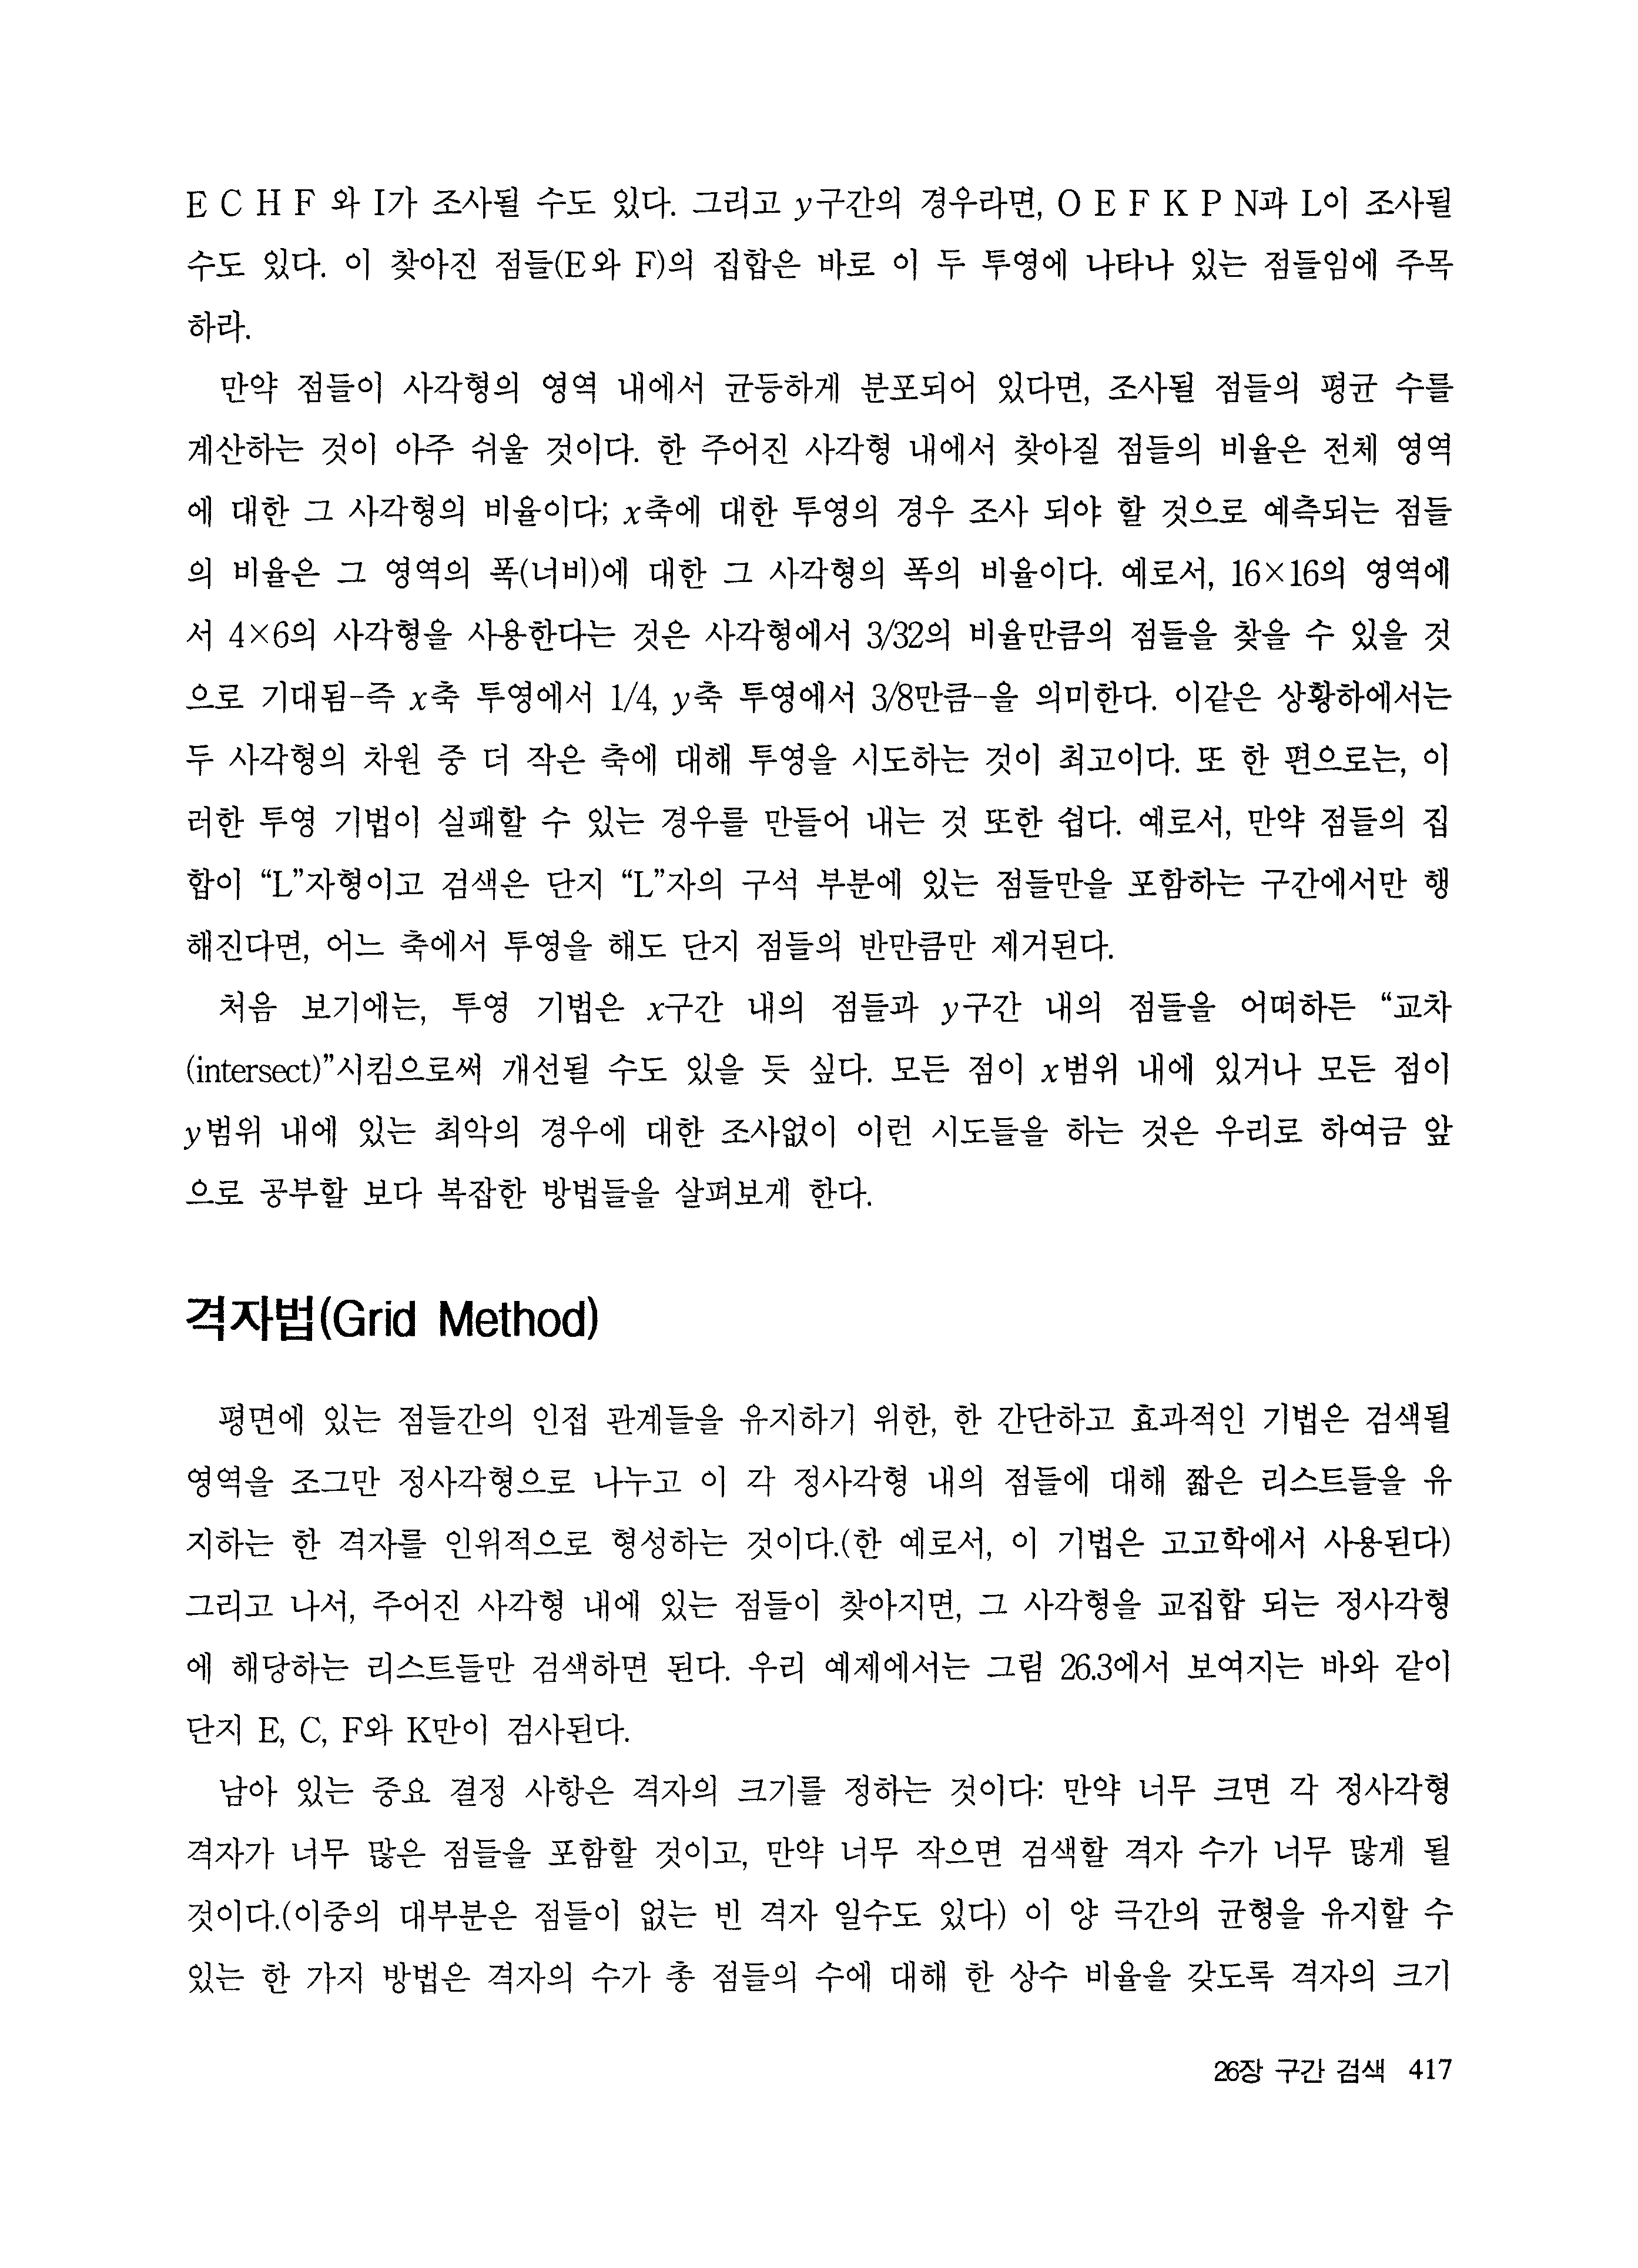 E C H F 와 I가 조사될 수도 있다. 그리고 y구간의 경우라면, O E F K P N과 L이 조사될
수도 있다. 이 찾아진 점들(E와 F)의 집합은 바로 이 두 투영에 나타나 있는 점들임에 주목
하라.
만약 점들이 사각형의 영역 내에서 균등하게 분포되어 있다면, 조사될 점들의 평균 수를
계산하는 것이 아주 쉬울 것이다. 한 주어진 사각형 내에서 찾아질 점들의 비율은 전체 영역
에 대한 그 사각형의 비율이다; x축에 대한 투영의 경우 조사 되야 할 것으로 예측되는 점들
의 비율은 그 영역의 폭(너비)에 대한 그 사각형의 폭의 비율이다. 예로서, 16×16의 영역에
서 4×6의 사각형을 사용한다는 것은 사각형에서 3/32의 비율만큼의 점들을 찾을 수 있을 것
으로 기대됨-즉 x축 투영에서 1/4, y축 투영에서 3/8만큼-을 의미한다. 이같은 상황하에서는
두 사각형의 차원 중 더 작은 축에 대해 투영을 시도하는 것이 최고이다. 또 한 편으로는, 이
러한 투영 기법이 실패할 수 있는 경우를 만들어 내는 것 또한 쉽다. 예로서, 만약 점들의 집
합이 “L”자형이고 검색은 단지 “L”자의 구석 부분에 있는 점들만을 포함하는 구간에서만 행
해진다면, 어느 축에서 투영을 해도 단지 점들의 반만큼만 제거된다.
처음 보기에는, 투영 기법은 x구간 내의 점들과 y구간 내의 점들을 어떠하든 “교차
(intersect)”시킴으로써 개선될 수도 있을 듯 싶다. 모든 점이 x범위 내에 있거나 모든 점이
y범위 내에 있는 최악의 경우에 대한 조사없이 이런 시도들을 하는 것은 우리로 하여금 앞
으로 공부할 보다 복잡한 방법들을 살펴보게 한다.
격자법(Grid Method)
평면에 있는 점들간의 인접 관계들을 유지하기 위한, 한 간단하고 효과적인 기법은 검색될
영역을 조그만 정사각형으로 나누고 이 각 정사각형 내의 점들에 대해 짧은 리스트들을 유
지하는 한 격자를 인위적으로 형성하는 것이다.(한 예로서, 이 기법은 고고학에서 사용된다)
그리고 나서, 주어진 사각형 내에 있는 점들이 찾아지면, 그 사각형을 교집합 되는 정사각형
에 해당하는 리스트들만 검색하면 된다. 우리 예제에서는 그림 26.3에서 보여지는 바와 같이
단지 E, C, F와 K만이 검사된다.
남아 있는 중요 결정 사항은 격자의 크기를 정하는 것이다: 만약 너무 크면 각 정사각형
격자가 너무 많은 점들을 포함할 것이고, 만약 너무 작으면 검색할 격자 수가 너무 많게 될
것이다.(이중의 대부분은 점들이 없는 빈 격자 일수도 있다) 이 양 극간의 균형을 유지할 수
있는 한 가지 방법은 격자의 수가 총 점들의 수에 대해 한 상수 비율을 갖도록 격자의 크기
26장 구간 검색 417